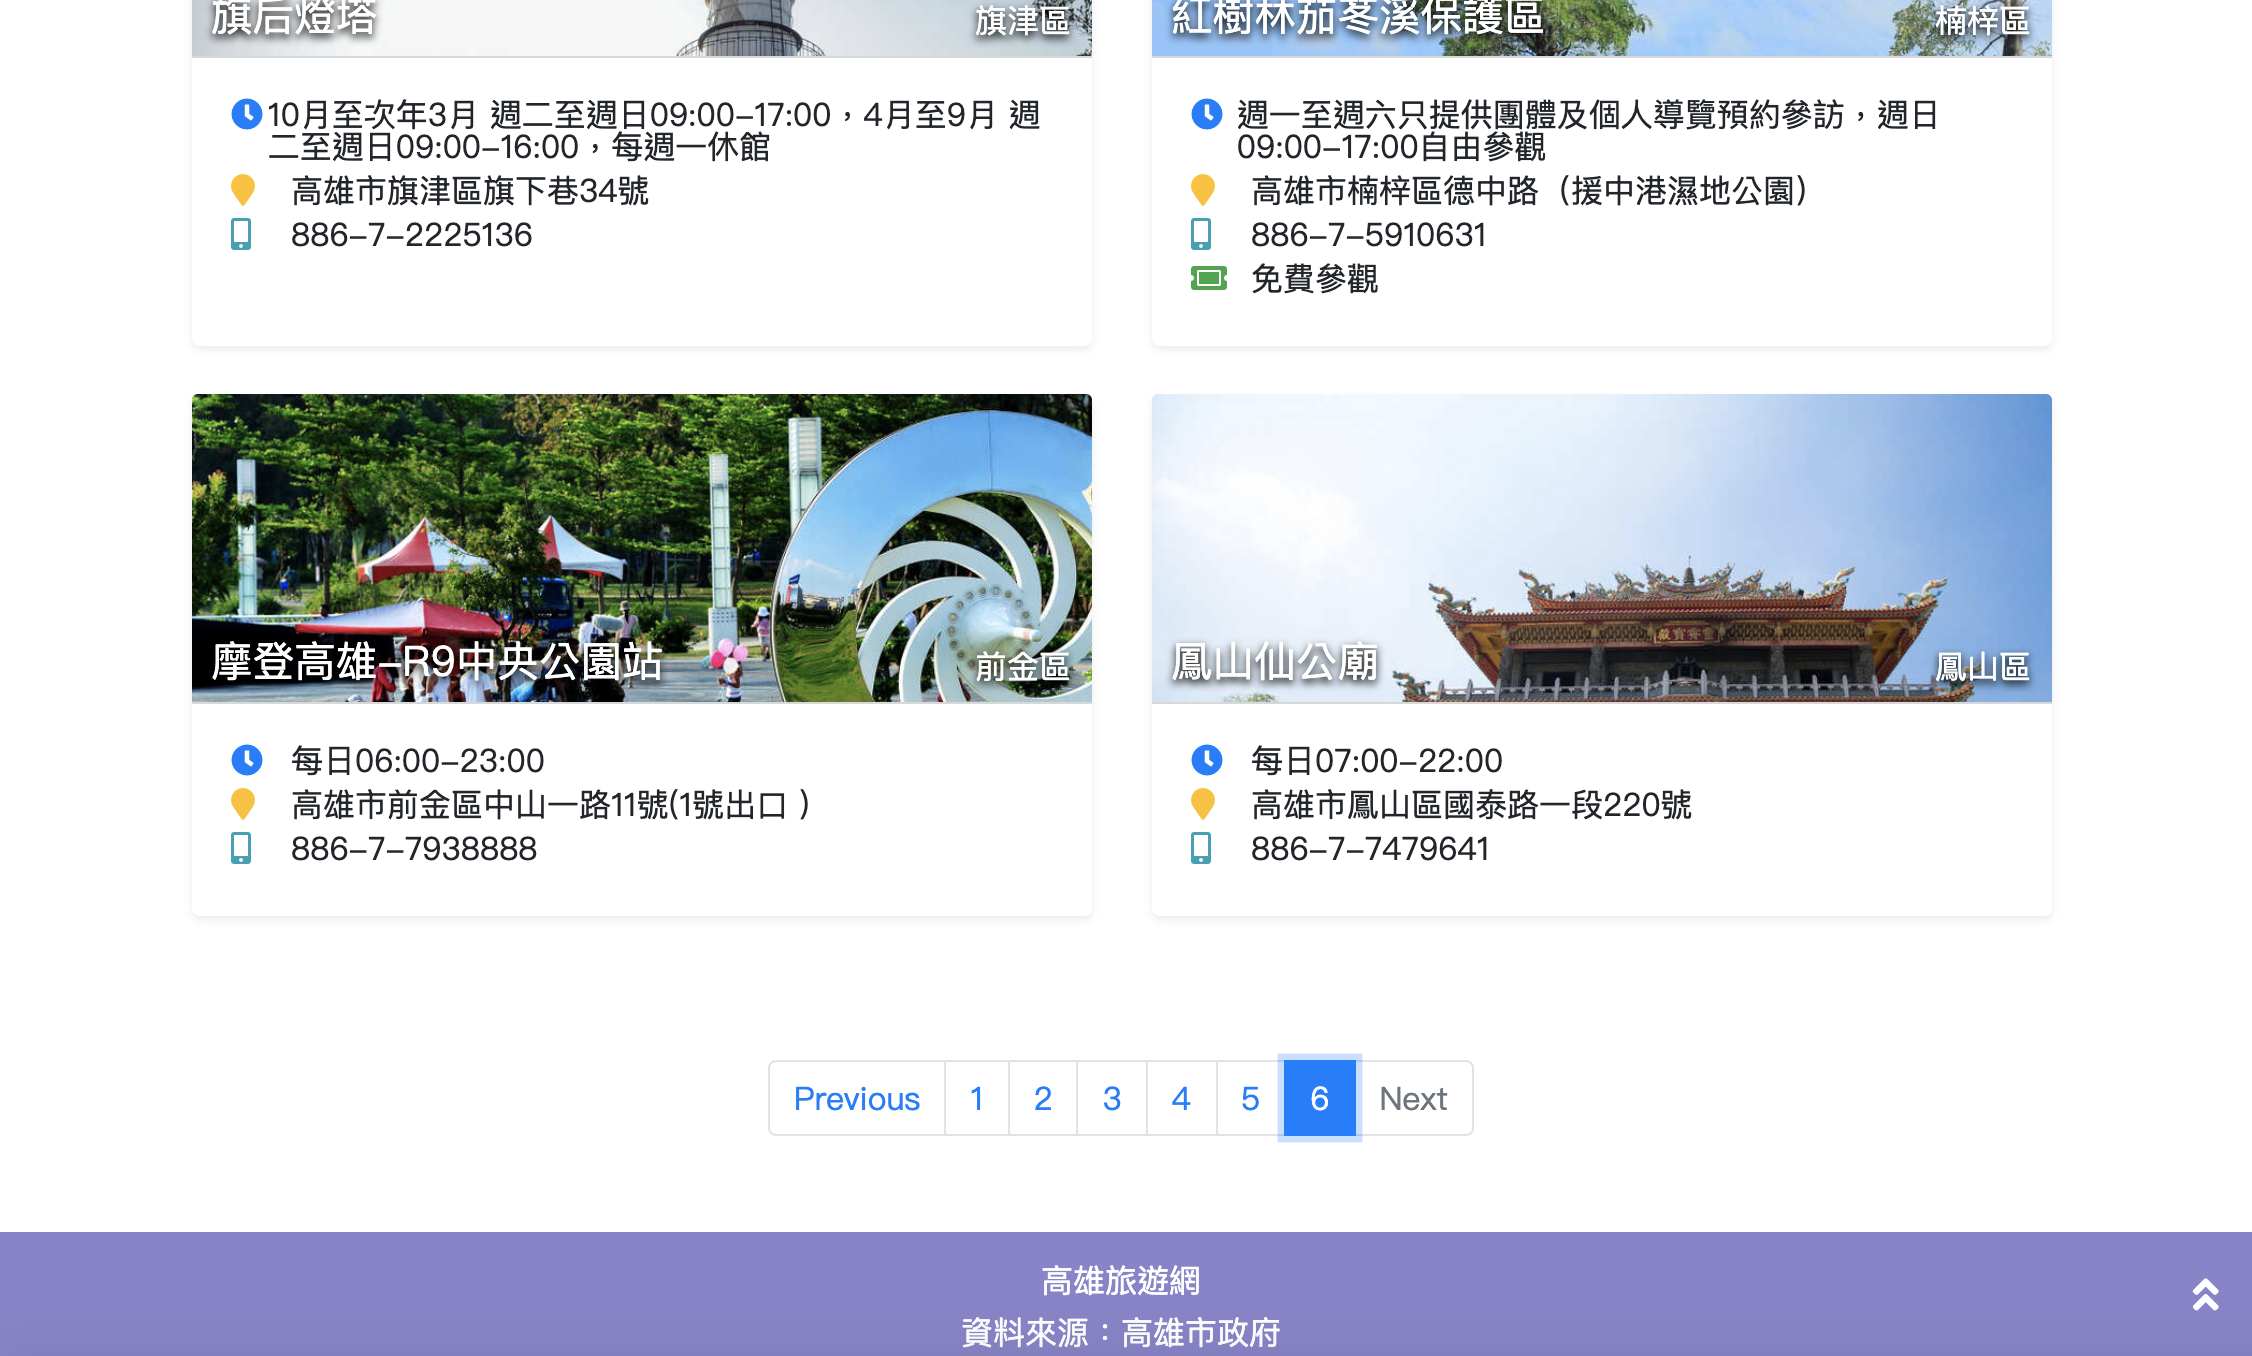 旗后燈塔
旗津區
10月至次年3月 週二至週日09:00-17:00，4月至9月 週
二至週日09:00-16:00，每週一休館
高雄市旗津區旗下巷34號
886-7-2225136
紅樹林茄苳溪保護區
楠梓區
週一至週六只提供團體及個人導覽預約參訪，週日
09:00-17:00自由參觀
高雄市楠梓區德中路（援中港濕地公園）
886-7-5910631
免費參觀
摩登高雄-R9中央公園站
前金區
每日06:00-23:00
高雄市前金區中山一路11號(1號出口 )
886-7-7938888
鳳山仙公廟
鳳山區
每日07:00-22:00
高雄市鳳山區國泰路一段220號
886-7-7479641
Previous 1 2 3 4 5 6 Next
高雄旅遊網
資料來源：高雄市政府